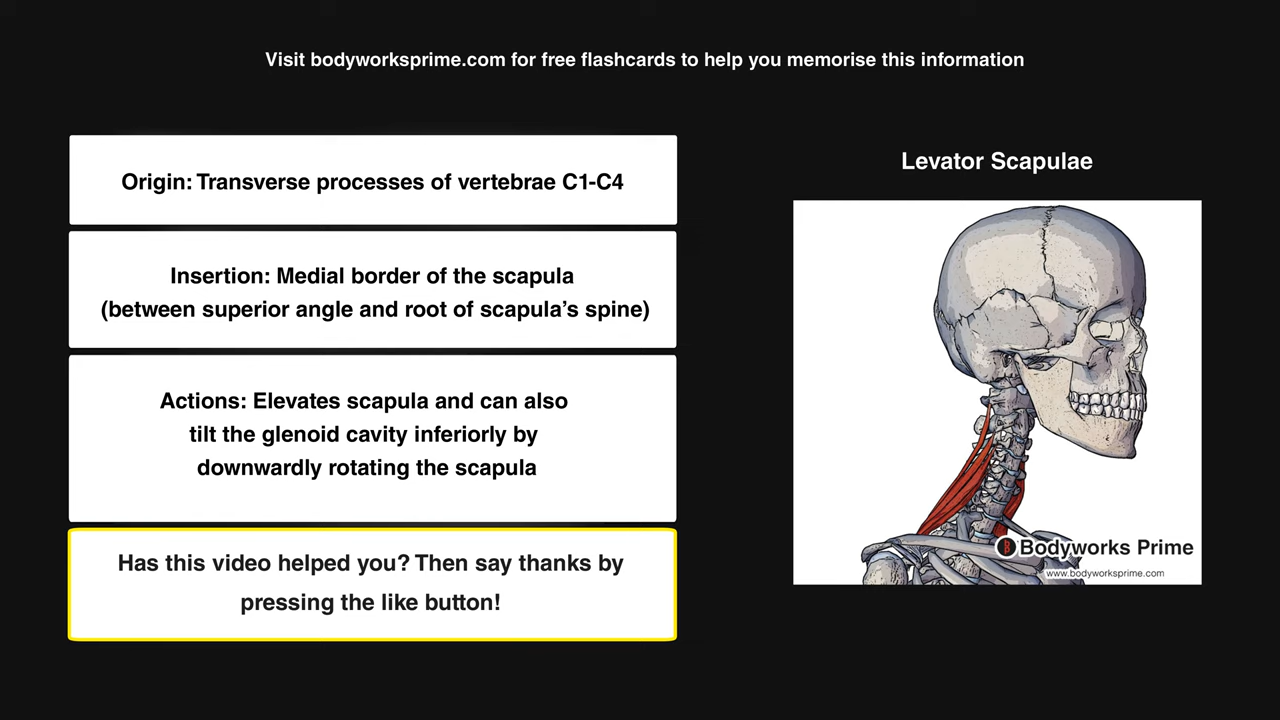 Visit bodyworksprime.com for free flashcards to help you memorise this information
Origin: Transverse processes of vertebrae C1-C4
Insertion: Medial border of the scapula
(between superior angle and root of scapula’s spine)
Actions: Elevates scapula and can also
tilt the glenoid cavity inferiorly by
downwardly rotating the scapula
Has this video helped you? Then say thanks by
pressing the like button!
Levator Scapulae
B Bodyworks Prime
www.bodyworksprime.com